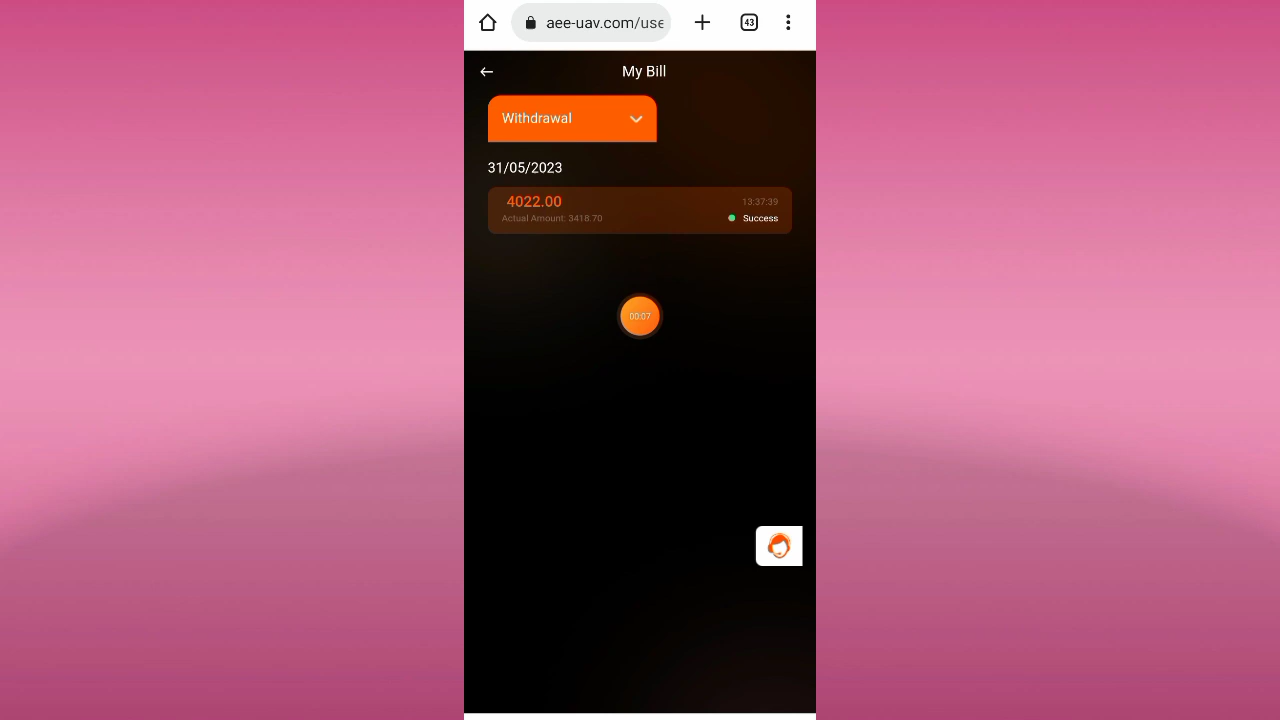 aee-uav.com/use
43
My Bill
Withdrawal
31/05/2023
4022.00
13:37:39
Actual Amount: 3418.70
Success
00:07